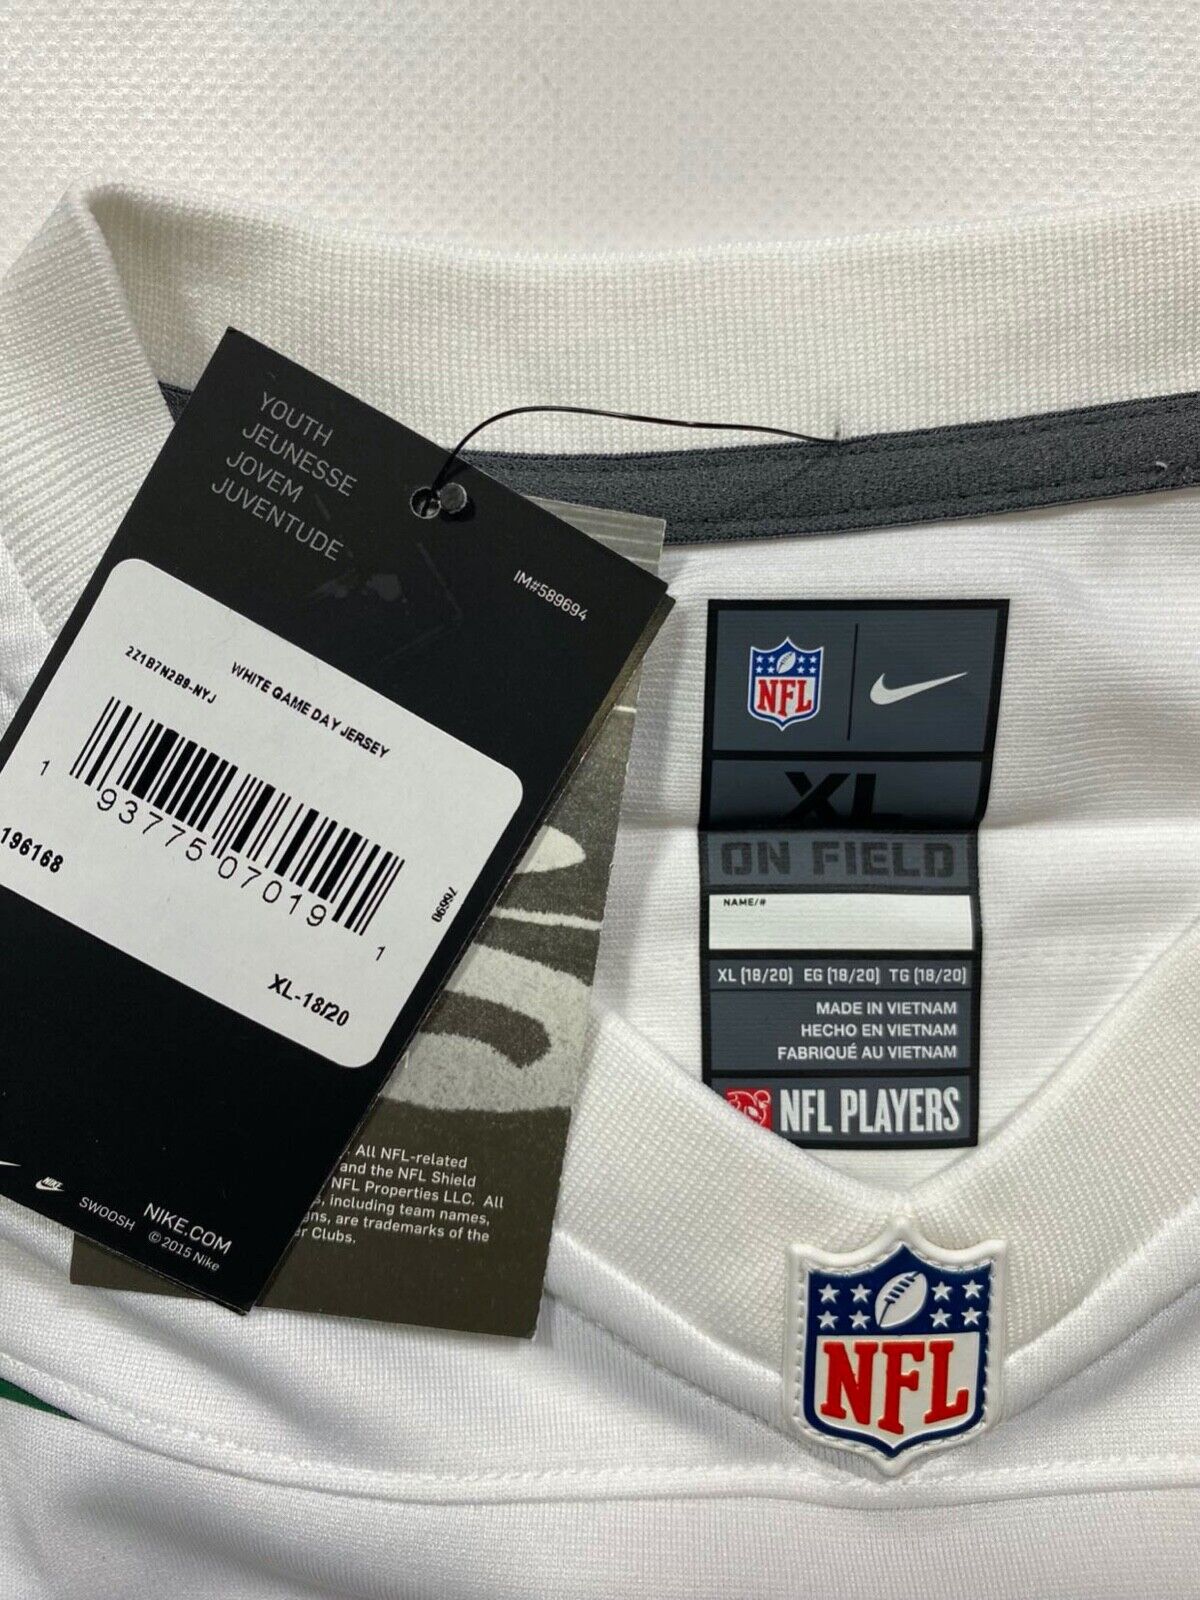 YOUTH
JEUNESSE
JOVEM
JUVENTUDE
IM#589694
2Z1B7N2B9-NYJ
WHITE GAME DAY JERSEY
1 93775 07019 1
196168
76690
XL-18/20
SWOOSH
NIKE.COM
© 2015 Nike
NIKE
All NFL-related
and the NFL Shield
NFL Properties LLC. All
including team names,
are trademarks of the
Clubs.
NFL
XL
ON FIELD
NAME/#
XL (18/20) EG (18/20) TG (18/20)
MADE IN VIETNAM
HECHO EN VIETNAM
FABRIQUÉ AU VIETNAM
NFL PLAYERS
NFL